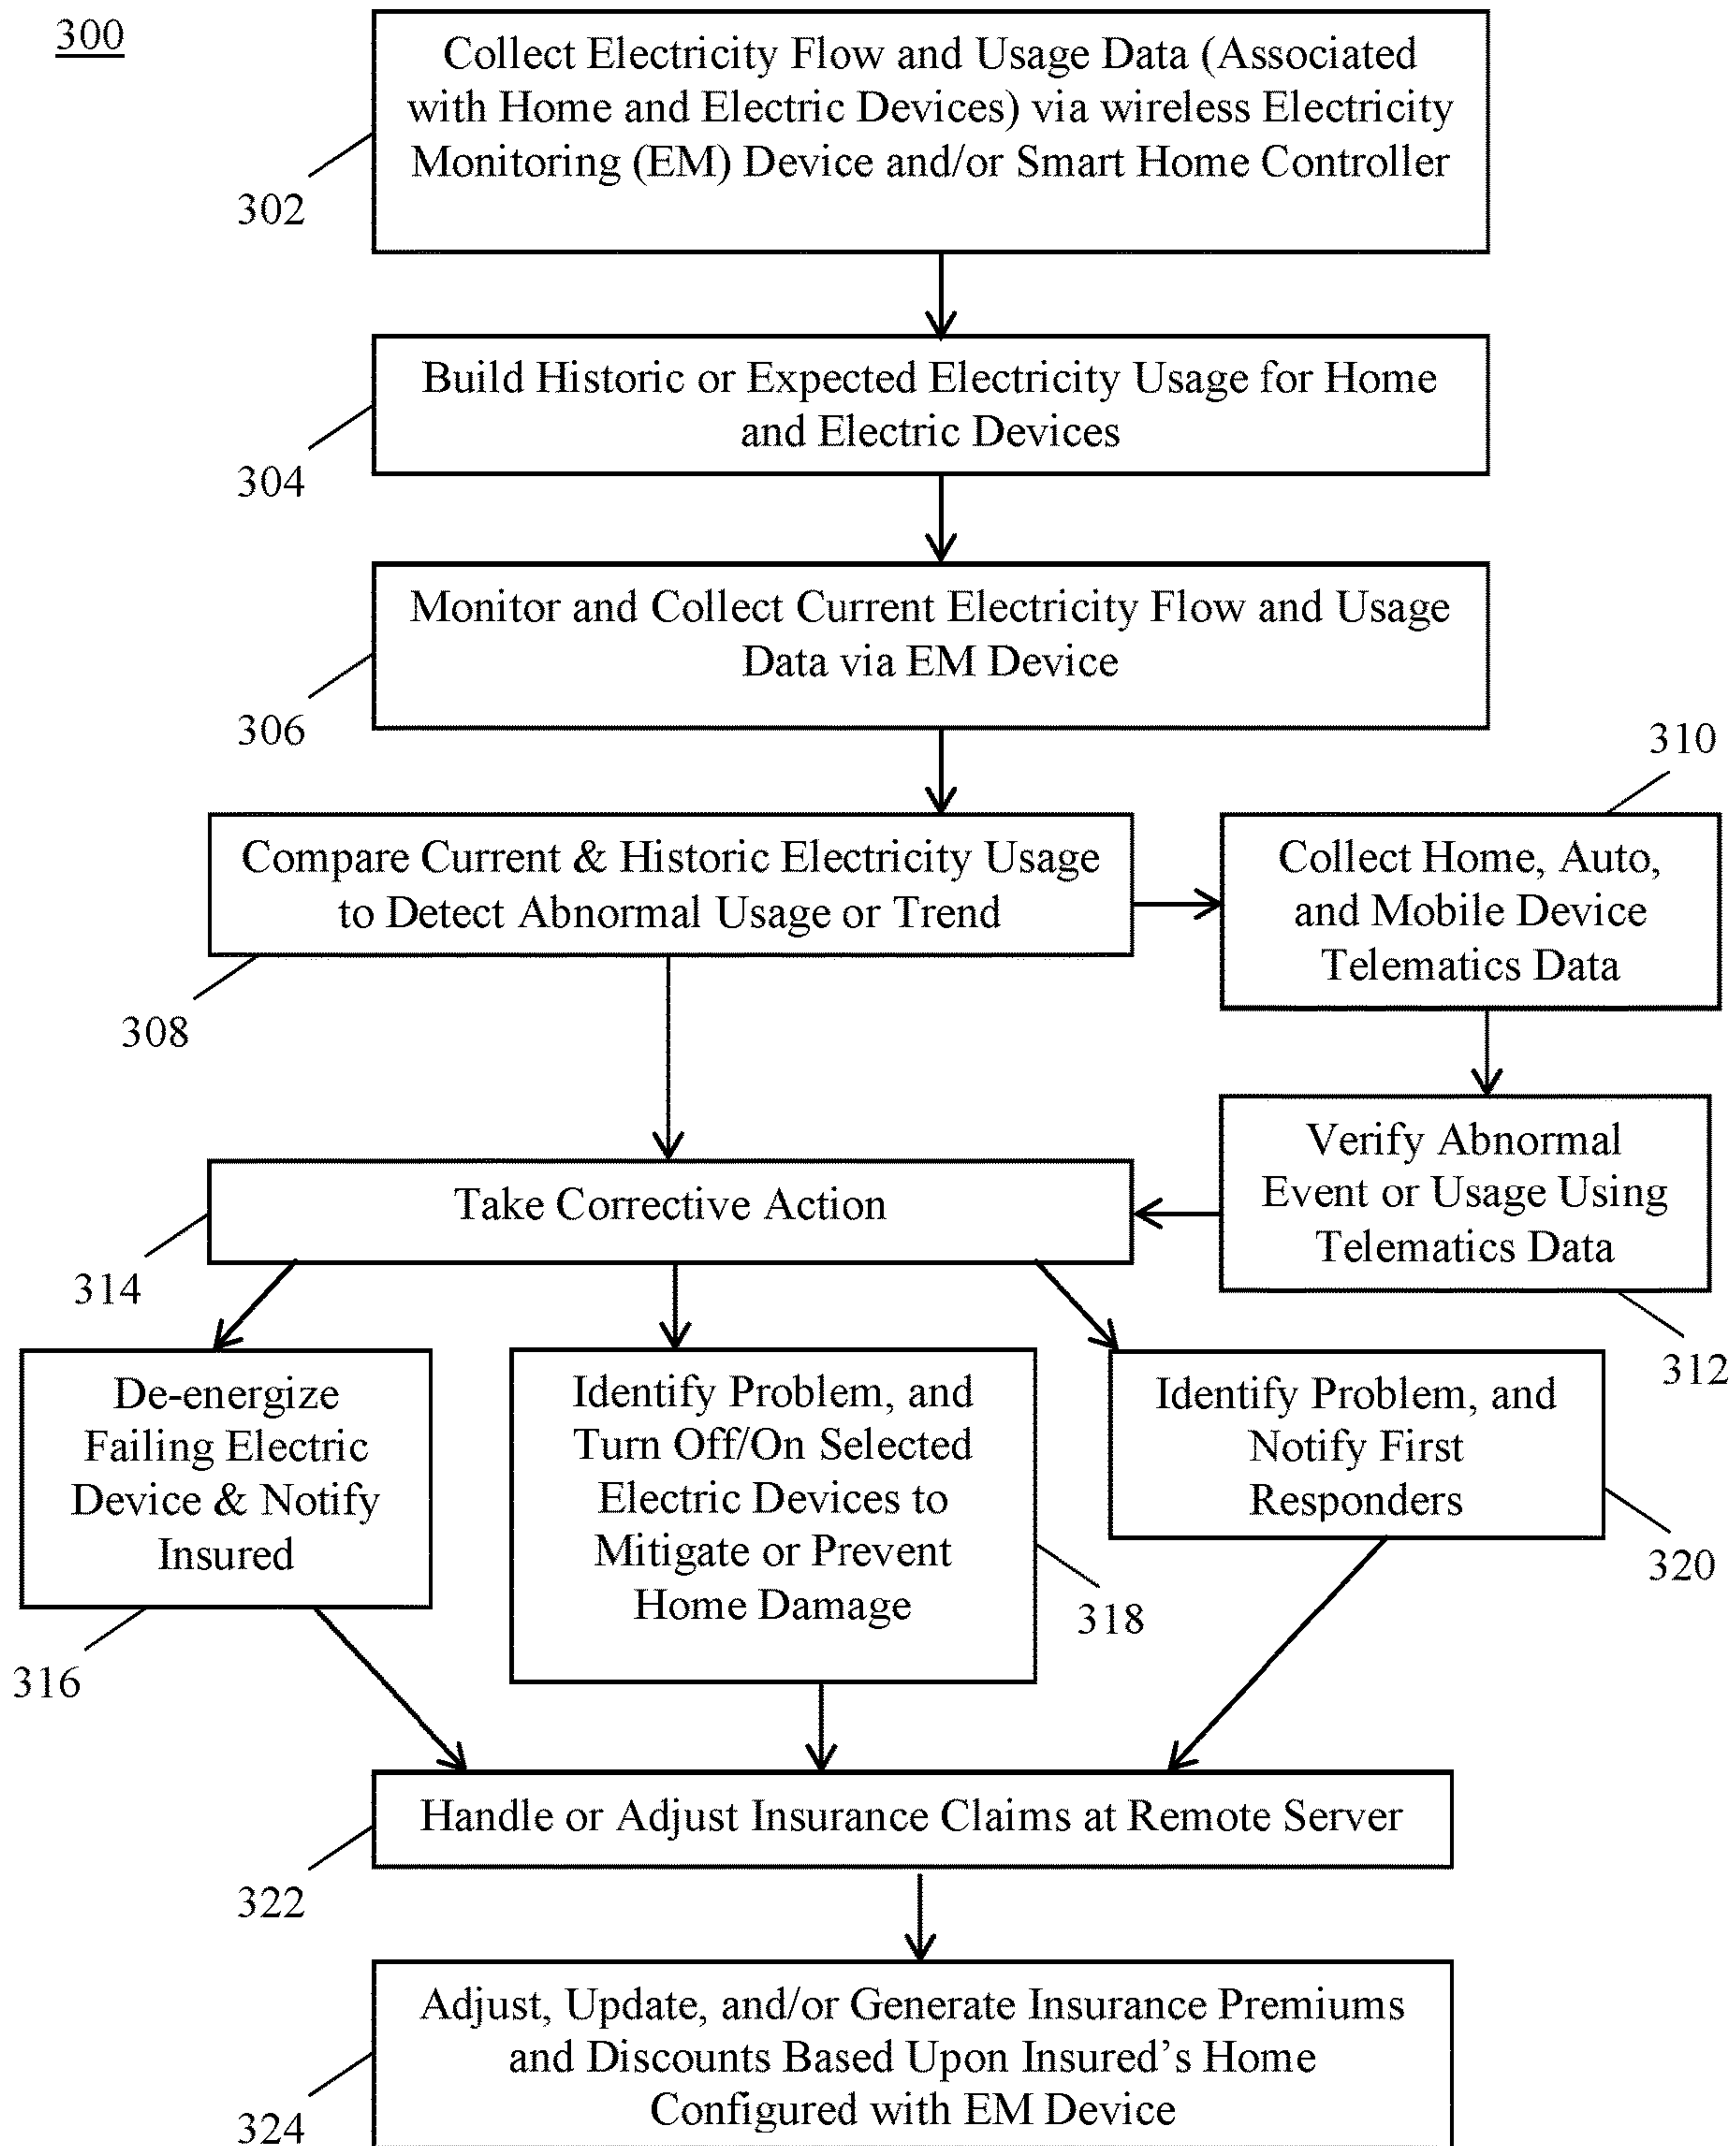 300
Collect Electricity Flow and Usage Data (Associated
with Home and Electric Devices) via wireless Electricity
Monitoring (EM) Device and/or Smart Home Controller
302
Build Historic or Expected Electricity Usage for Home
and Electric Devices
304
Monitor and Collect Current Electricity Flow and Usage
Data via EM Device
306
310
Compare Current & Historic Electricity Usage
to Detect Abnormal Usage or Trend
308
Collect Home, Auto,
and Mobile Device
Telematics Data
Verify Abnormal
Event or Usage Using
Telematics Data
312
Take Corrective Action
314
De-energize
Failing Electric
Device & Notify
Insured
316
Identify Problem, and
Turn Off/On Selected
Electric Devices to
Mitigate or Prevent
Home Damage
318
Identify Problem, and
Notify First
Responders
320
Handle or Adjust Insurance Claims at Remote Server
322
Adjust, Update, and/or Generate Insurance Premiums
and Discounts Based Upon Insured’s Home
Configured with EM Device
324